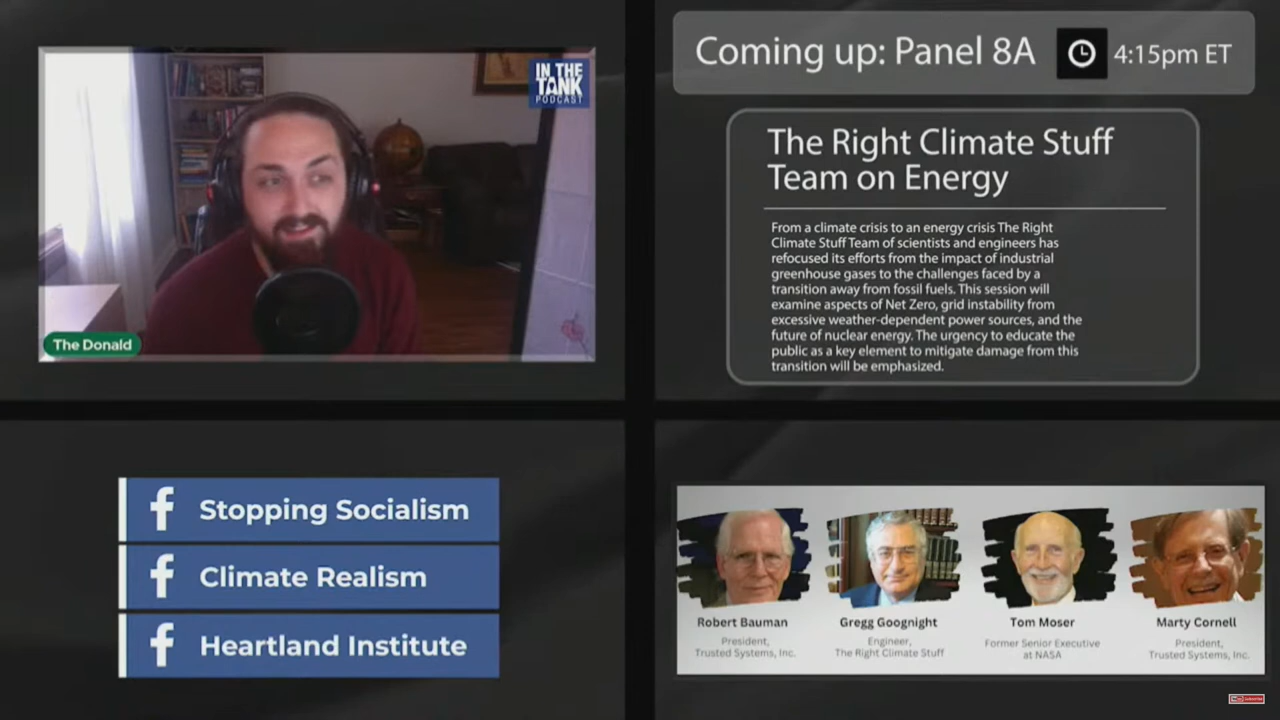 IN THE
TANK
PODCAST
The Donald
Coming up: Panel 8A
4:15pm ET
The Right Climate Stuff
Team on Energy
From a climate crisis to an energy crisis The Right
Climate Stuff Team of scientists and engineers has
refocused its efforts from the impact of industrial
greenhouse gases to the challenges faced by a
transition away from fossil fuels. This session will
examine aspects of Net Zero, grid instability from
excessive weather-dependent power sources, and the
future of nuclear energy. The urgency to educate the
public as a key element to mitigate damage from this
transition will be emphasized.
Stopping Socialism
Climate Realism
Heartland Institute
Robert Bauman
President,
Trusted Systems, Inc.
Gregg Goognight
Engineer,
The Right Climate Stuff
Tom Moser
Former Senior Executive
at NASA
Marty Cornell
President,
Trusted Systems, Inc.